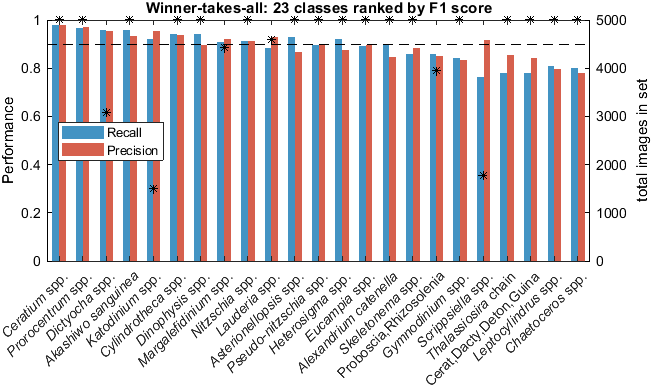 Winner-takes-all: 23 classes ranked by F1 score
Performance
1
0.8
0.6
0.4
0.2
0
5000
4000
3000
2000
1000
0
total images in set
Recall
Precision
Ceratium spp.
Prorocentrum spp.
Dictyocha spp.
Akashiwo sanguinea
Katodinium spp.
Cylindrotheca spp.
Dinophysis spp.
Margalefidinium spp.
Nitzschia spp.
Lauderia spp.
Asterionellopsis spp.
Pseudo-nitzschia spp.
Heterosigma spp.
Eucampia spp.
Alexandrium catenella
Skeletonema spp.
Proboscia,Rhizosolenia
Gymnodinium spp.
Scrippsiella spp.
Thalassiosira chain
Cerat,Dacty,Deton,Guina
Leptocylindrus spp.
Chaetoceros spp.